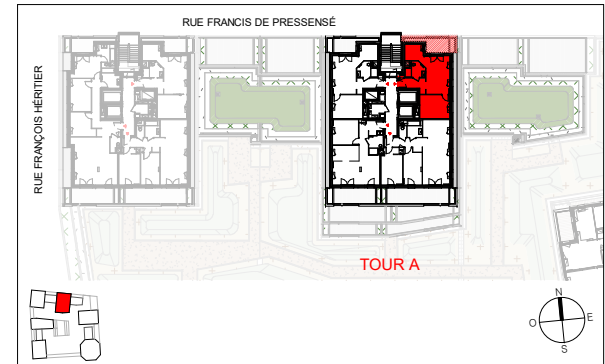 RUE FRANCIS DE PRESSENSÉ
RUE FRANÇOIS HÉRITIER
TOUR A
N
O
E
S